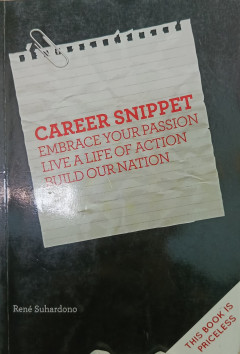 CAREER SNIPPET
EMBRACE YOUR PASSION
LIVE A LIFE OF ACTION
BUILD OUR NATION.
René Suhardono
THIS BOOK IS
PRICELESS